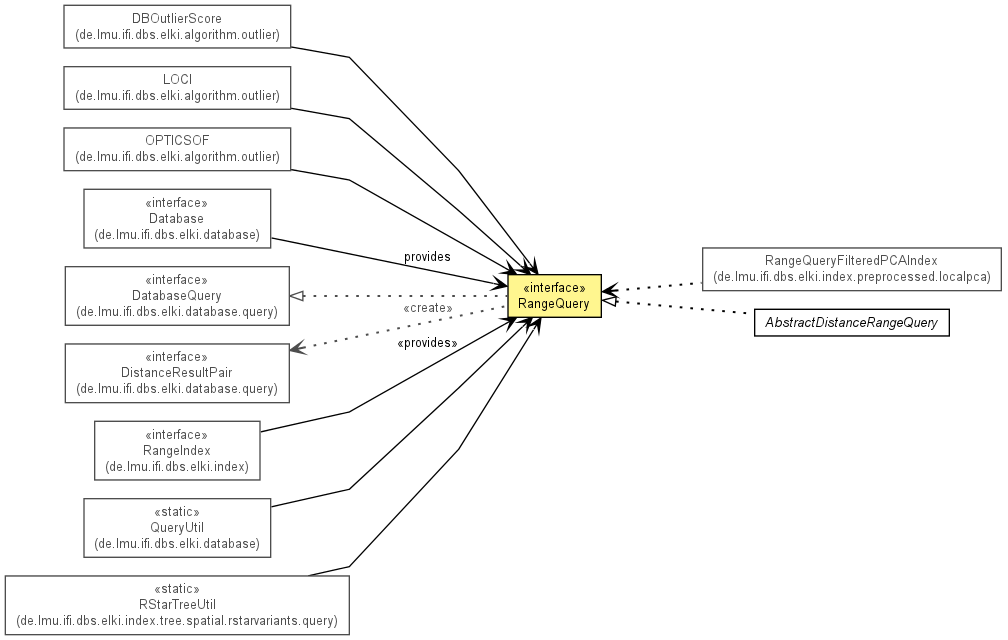 DBOutlierScore
(de.lmu.ifi.dbs.elki.algorithm.outlier)
LOCI
(de.lmu.ifi.dbs.elki.algorithm.outlier)
OPTICSOF
(de.lmu.ifi.dbs.elki.algorithm.outlier)
«interface»
Database
(de.lmu.ifi.dbs.elki.database)
provides
«interface»
DatabaseQuery
(de.lmu.ifi.dbs.elki.database.query)
«create»
«interface»
DistanceResultPair
(de.lmu.ifi.dbs.elki.database.query)
«provides»
«interface»
RangeIndex
(de.lmu.ifi.dbs.elki.index)
«static»
QueryUtil
(de.lmu.ifi.dbs.elki.database)
«static»
RStarTreeUtil
(de.lmu.ifi.dbs.elki.index.tree.spatial.rstarvariants.query)
«interface»
RangeQuery
RangeQueryFilteredPCAIndex
(de.lmu.ifi.dbs.elki.index.preprocessed.localpca)
AbstractDistanceRangeQuery